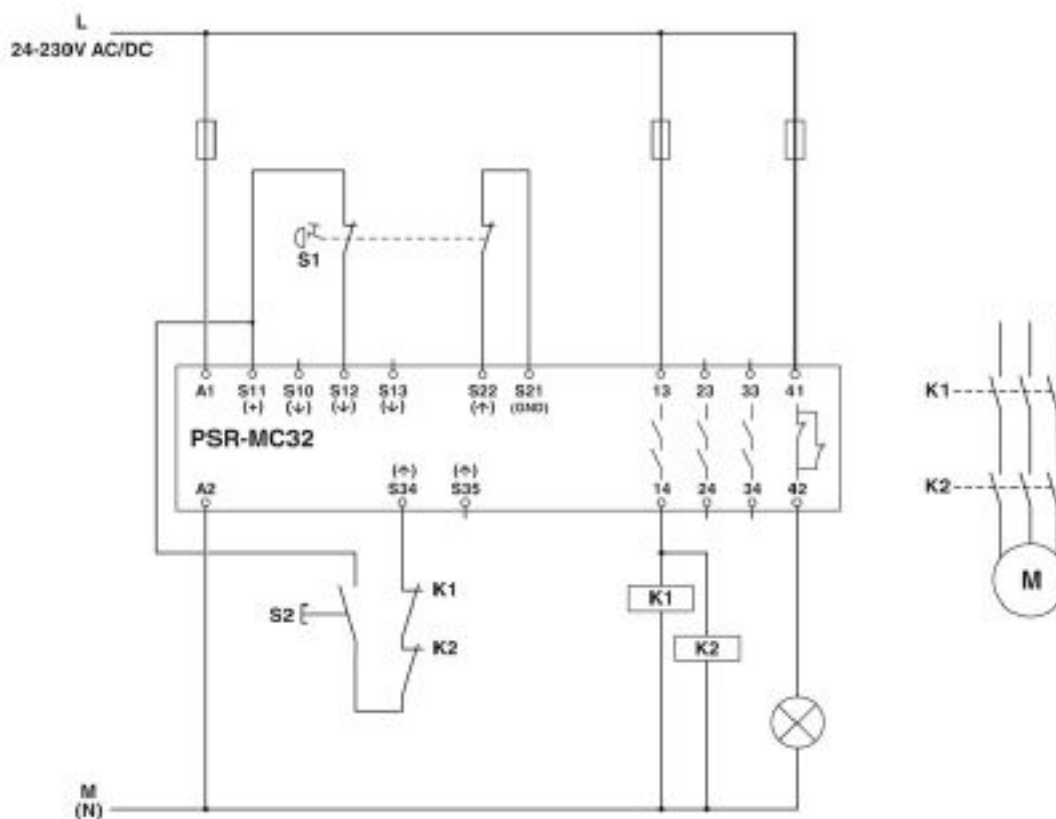 L
24-230V AC/DC
S1
A1 S11 S10 S12 S13 S22 S21 13 23 33 41
(+) (↓) (↓) (↓) (↑) (GND)
PSR-MC32
K1
(↑) (↑)
A2 S34 S35 14 24 34 42
K2
M
K1
S2
K1
K2
K2
M
(N)